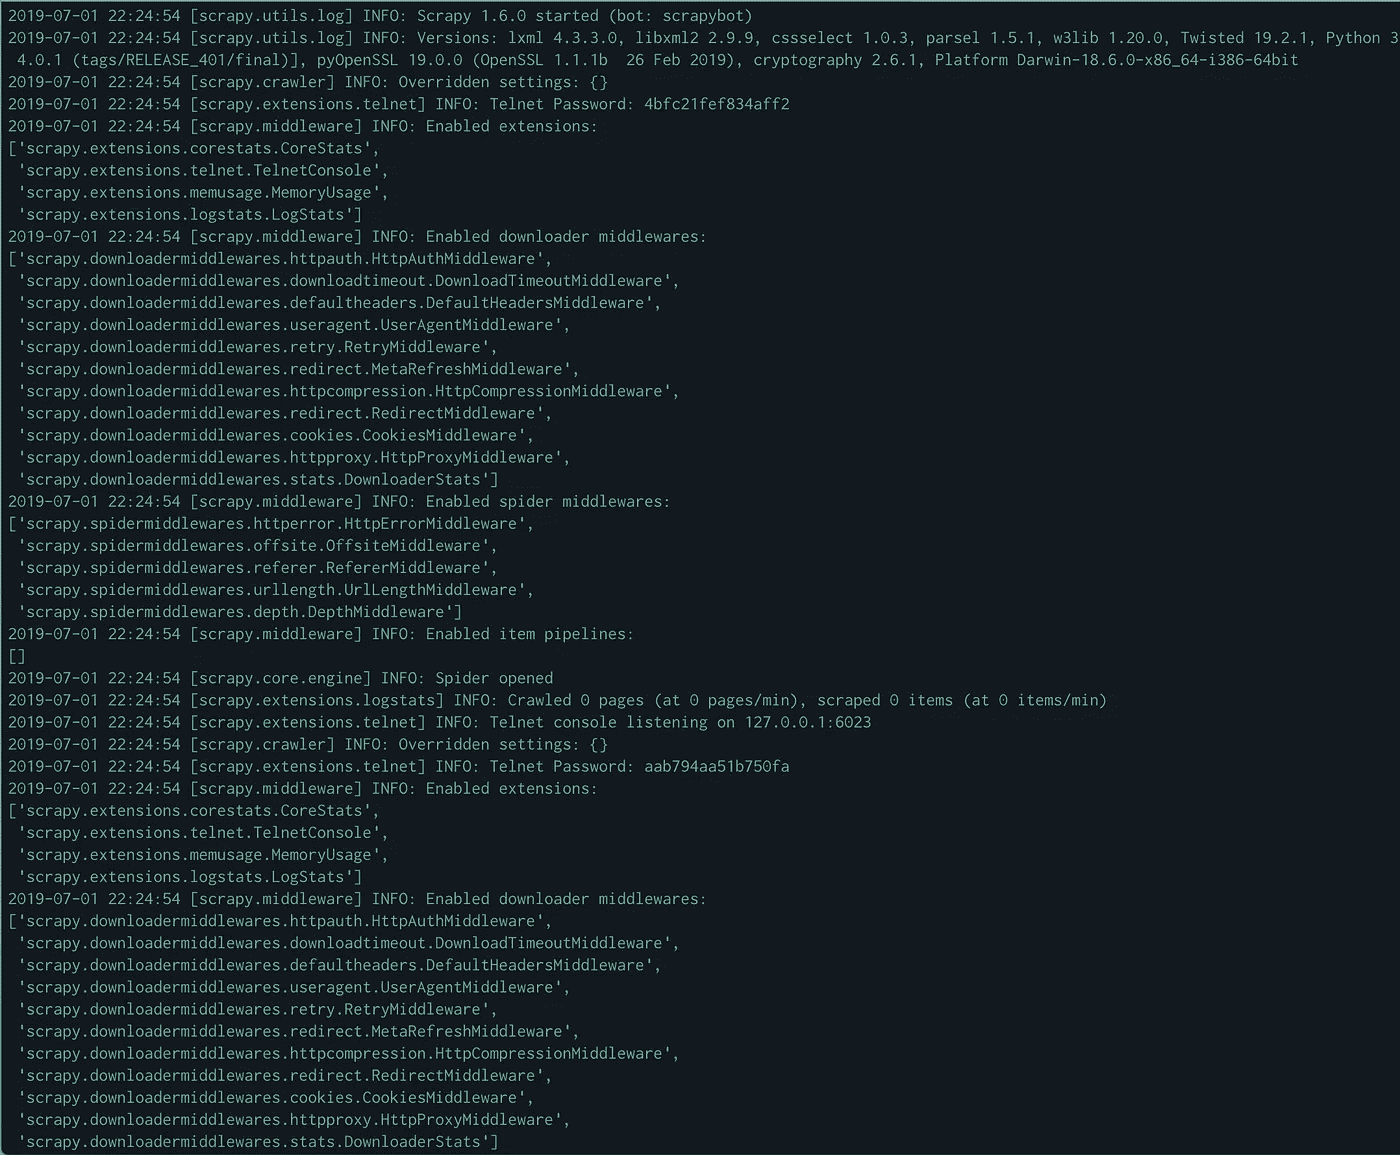 2019-07-01 22:24:54 [scrapy.utils.log] INFO: Scrapy 1.6.0 started (bot: scrapybot)
2019-07-01 22:24:54 [scrapy.utils.log] INFO: Versions: lxml 4.3.3.0, libxml2 2.9.9, cssselect 1.0.3, parsel 1.5.1, w3lib 1.20.0, Twisted 19.2.1, Python 3
4.0.1 (tags/RELEASE_401/final)], pyOpenSSL 19.0.0 (OpenSSL 1.1.1b  26 Feb 2019), cryptography 2.6.1, Platform Darwin-18.6.0-x86_64-i386-64bit
2019-07-01 22:24:54 [scrapy.crawler] INFO: Overridden settings: {}
2019-07-01 22:24:54 [scrapy.extensions.telnet] INFO: Telnet Password: 4bfc21fef834aff2
2019-07-01 22:24:54 [scrapy.middleware] INFO: Enabled extensions:
['scrapy.extensions.corestats.CoreStats',
 'scrapy.extensions.telnet.TelnetConsole',
 'scrapy.extensions.memusage.MemoryUsage',
 'scrapy.extensions.logstats.LogStats']
2019-07-01 22:24:54 [scrapy.middleware] INFO: Enabled downloader middlewares:
['scrapy.downloadermiddlewares.httpauth.HttpAuthMiddleware',
 'scrapy.downloadermiddlewares.downloadtimeout.DownloadTimeoutMiddleware',
 'scrapy.downloadermiddlewares.defaultheaders.DefaultHeadersMiddleware',
 'scrapy.downloadermiddlewares.useragent.UserAgentMiddleware',
 'scrapy.downloadermiddlewares.retry.RetryMiddleware',
 'scrapy.downloadermiddlewares.redirect.MetaRefreshMiddleware',
 'scrapy.downloadermiddlewares.httpcompression.HttpCompressionMiddleware',
 'scrapy.downloadermiddlewares.redirect.RedirectMiddleware',
 'scrapy.downloadermiddlewares.cookies.CookiesMiddleware',
 'scrapy.downloadermiddlewares.httpproxy.HttpProxyMiddleware',
 'scrapy.downloadermiddlewares.stats.DownloaderStats']
2019-07-01 22:24:54 [scrapy.middleware] INFO: Enabled spider middlewares:
['scrapy.spidermiddlewares.httperror.HttpErrorMiddleware',
 'scrapy.spidermiddlewares.offsite.OffsiteMiddleware',
 'scrapy.spidermiddlewares.referer.RefererMiddleware',
 'scrapy.spidermiddlewares.urllength.UrlLengthMiddleware',
 'scrapy.spidermiddlewares.depth.DepthMiddleware']
2019-07-01 22:24:54 [scrapy.middleware] INFO: Enabled item pipelines:
[]
2019-07-01 22:24:54 [scrapy.core.engine] INFO: Spider opened
2019-07-01 22:24:54 [scrapy.extensions.logstats] INFO: Crawled 0 pages (at 0 pages/min), scraped 0 items (at 0 items/min)
2019-07-01 22:24:54 [scrapy.extensions.telnet] INFO: Telnet console listening on 127.0.0.1:6023
2019-07-01 22:24:54 [scrapy.crawler] INFO: Overridden settings: {}
2019-07-01 22:24:54 [scrapy.extensions.telnet] INFO: Telnet Password: aab794aa51b750fa
2019-07-01 22:24:54 [scrapy.middleware] INFO: Enabled extensions:
['scrapy.extensions.corestats.CoreStats',
 'scrapy.extensions.telnet.TelnetConsole',
 'scrapy.extensions.memusage.MemoryUsage',
 'scrapy.extensions.logstats.LogStats']
2019-07-01 22:24:54 [scrapy.middleware] INFO: Enabled downloader middlewares:
['scrapy.downloadermiddlewares.httpauth.HttpAuthMiddleware',
 'scrapy.downloadermiddlewares.downloadtimeout.DownloadTimeoutMiddleware',
 'scrapy.downloadermiddlewares.defaultheaders.DefaultHeadersMiddleware',
 'scrapy.downloadermiddlewares.useragent.UserAgentMiddleware',
 'scrapy.downloadermiddlewares.retry.RetryMiddleware',
 'scrapy.downloadermiddlewares.redirect.MetaRefreshMiddleware',
 'scrapy.downloadermiddlewares.httpcompression.HttpCompressionMiddleware',
 'scrapy.downloadermiddlewares.redirect.RedirectMiddleware',
 'scrapy.downloadermiddlewares.cookies.CookiesMiddleware',
 'scrapy.downloadermiddlewares.httpproxy.HttpProxyMiddleware',
 'scrapy.downloadermiddlewares.stats.DownloaderStats']